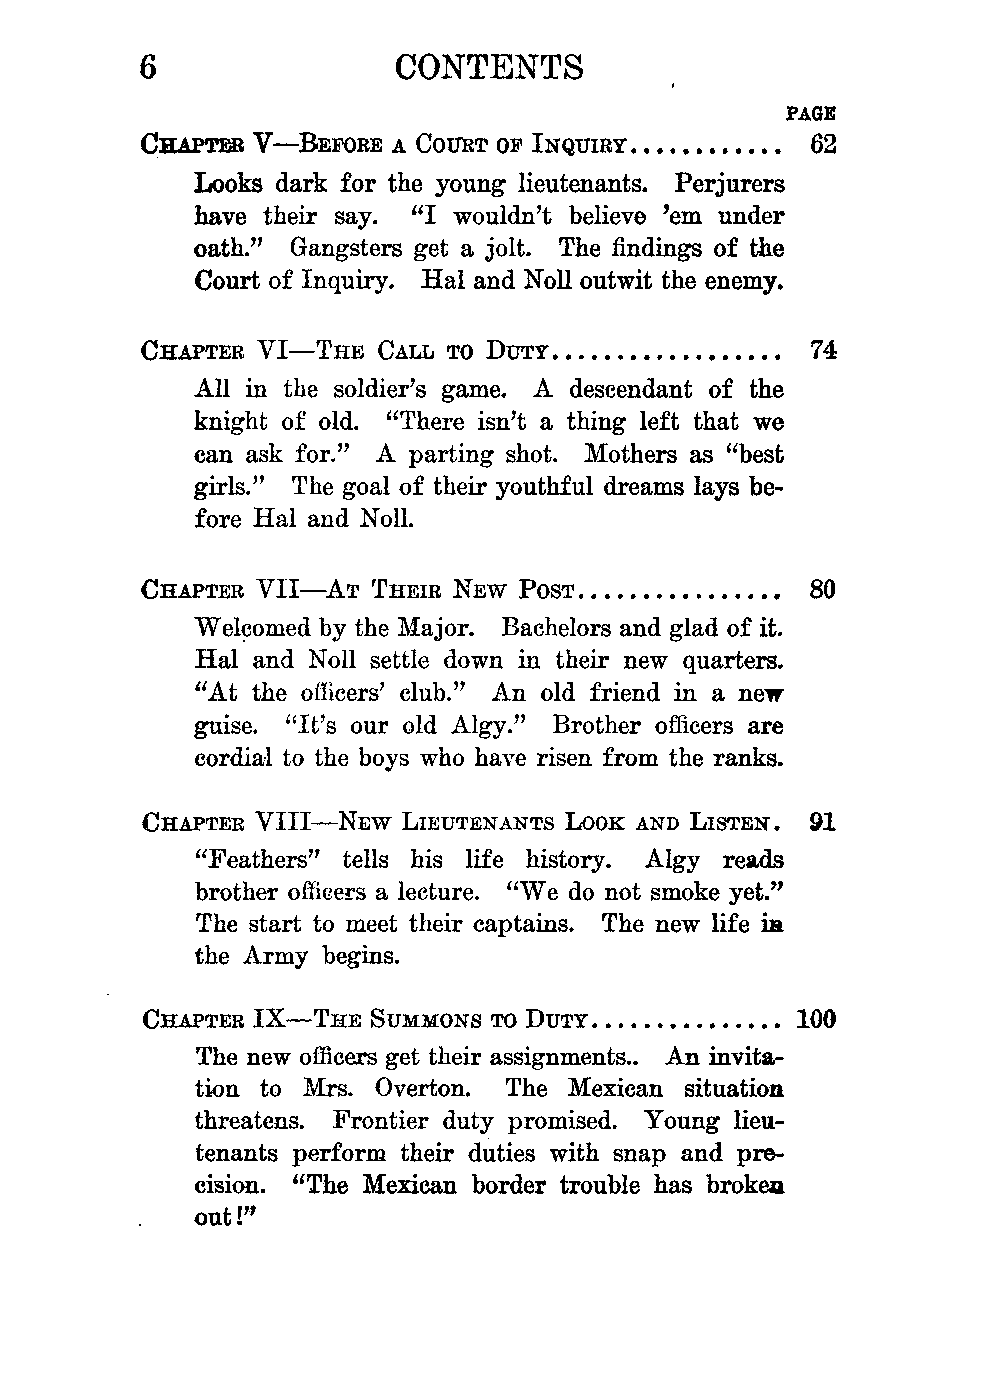 6 CONTENTS
PAGE
CHAPTER V—BEFORE A COURT OF INQUIRY............ 62
Looks dark for the young lieutenants. Perjurers
have their say. “I wouldn’t believe ’em under
oath.” Gangsters get a jolt. The findings of the
Court of Inquiry. Hal and Noll outwit the enemy.
CHAPTER VI—THE CALL TO DUTY.................. 74
All in the soldier’s game. A descendant of the
knight of old. “There isn’t a thing left that we
can ask for.” A parting shot. Mothers as “best
girls.” The goal of their youthful dreams lays be-
fore Hal and Noll.
CHAPTER VII—AT THEIR NEW POST................ 80
Welcomed by the Major. Bachelors and glad of it.
Hal and Noll settle down in their new quarters.
“At the officers’ club.” An old friend in a new
guise. “It’s our old Algy.” Brother officers are
cordial to the boys who have risen from the ranks.
CHAPTER VIII—NEW LIEUTENANTS LOOK AND LISTEN. 91
“Feathers” tells his life history. Algy reads
brother officers a lecture. “We do not smoke yet.”
The start to meet their captains. The new life in
the Army begins.
CHAPTER IX—THE SUMMONS TO DUTY............... 100
The new officers get their assignments.. An invita-
tion to Mrs. Overton. The Mexican situation
threatens. Frontier duty promised. Young lieu-
tenants perform their duties with snap and pre-
cision. “The Mexican border trouble has broken
out!”